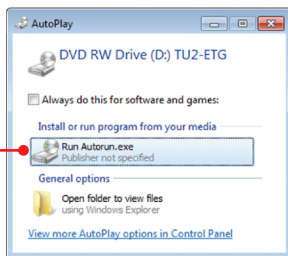 AutoPlay
DVD RW Drive (D:) TU2-ETG
Always do this for software and games:
Install or run program from your media
Run Autorun.exe
Publisher not specified
General options
Open folder to view files
using Windows Explorer
View more AutoPlay options in Control Panel